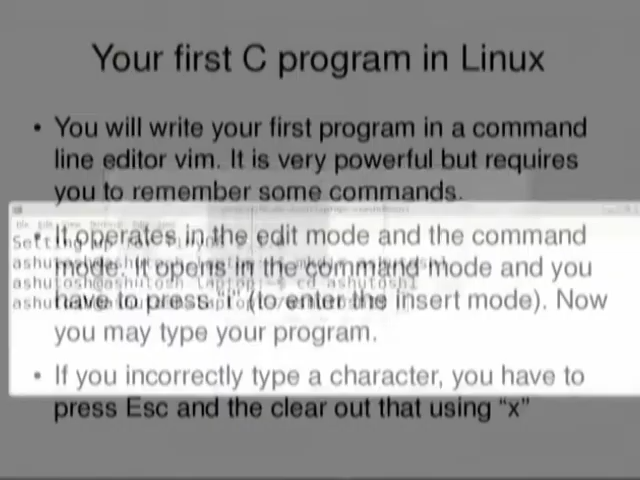 Your first C program in Linux
• You will write your first program in a command
line editor vim. It is very powerful but requires
you to remember some commands.
• It operates in the edit mode and the command
mode. It opens in the command mode and you
have to press "i" (to enter the insert mode). Now
you may type your program.
• If you incorrectly type a character, you have to
press Esc and the clear out that using “x”